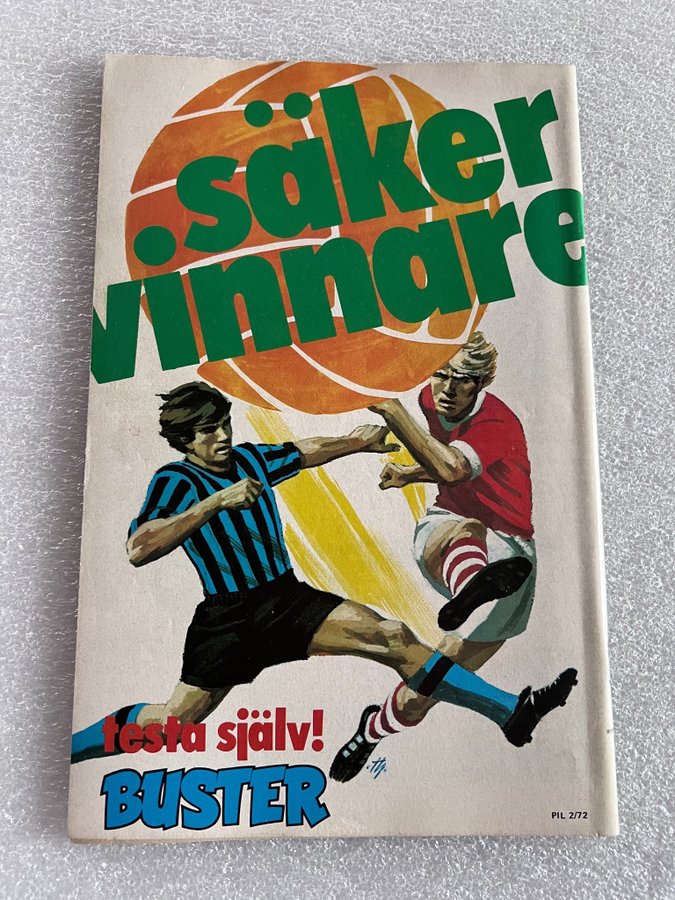 säker
vinnare
testa själv!
BUSTER
PIL 2/72